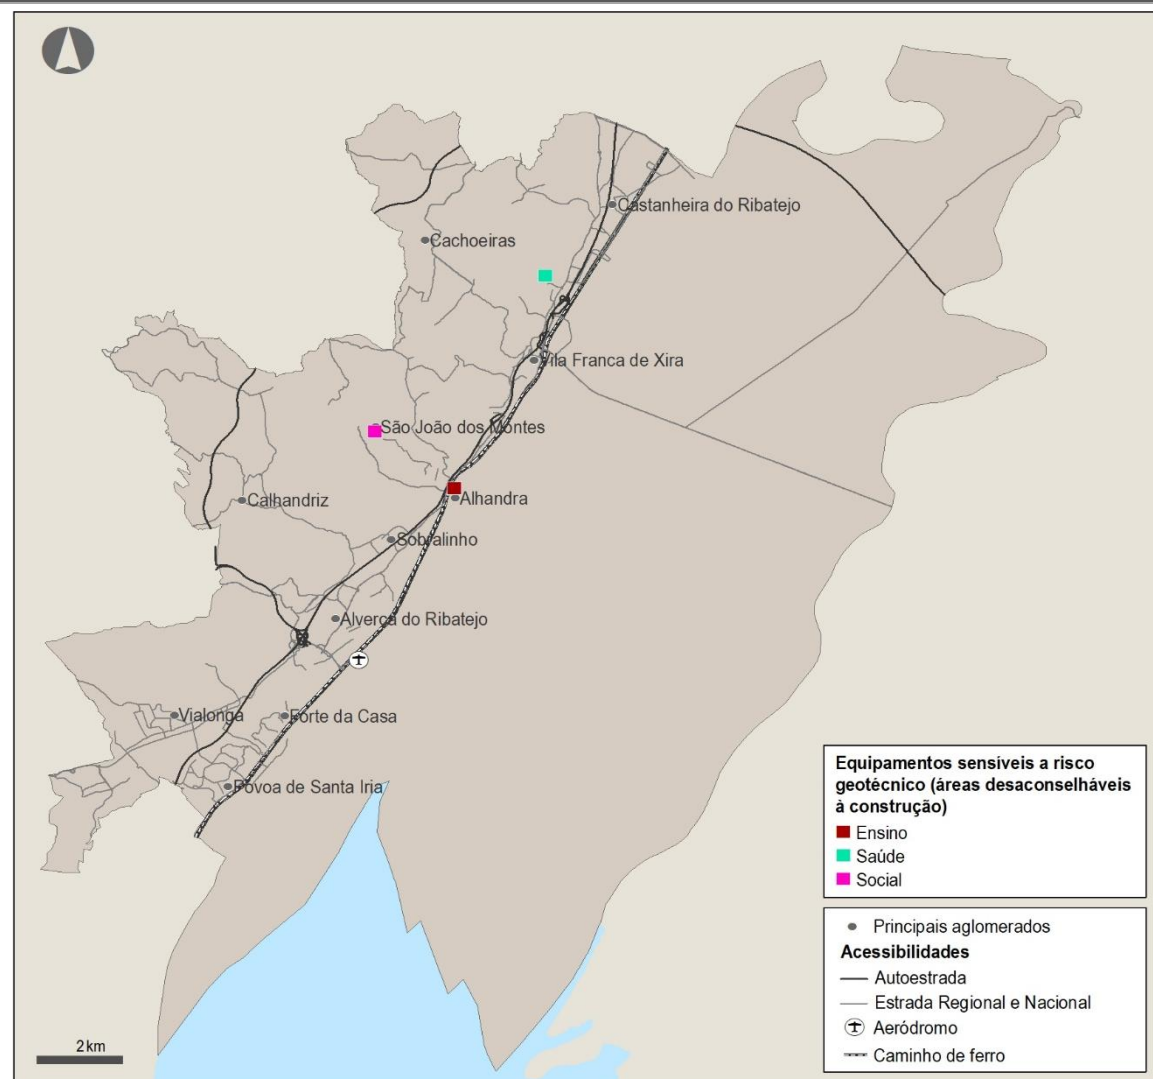 Castanheira do Ribatejo
Cachoeiras
Vila Franca de Xira
São João dos Montes
Calhandriz
Alhandra
Sobralinho
Alverca do Ribatejo
Vialonga
Forte da Casa
Póvoa de Santa Iria
Equipamentos sensiveis a risco
geotécnico (áreas desaconselháveis
à construção)
Ensino
Saúde
Social
Principais aglomerados
Acessibilidades
Autoestrada
Estrada Regional e Nacional
Aeródromo
Caminho de ferro
2 km